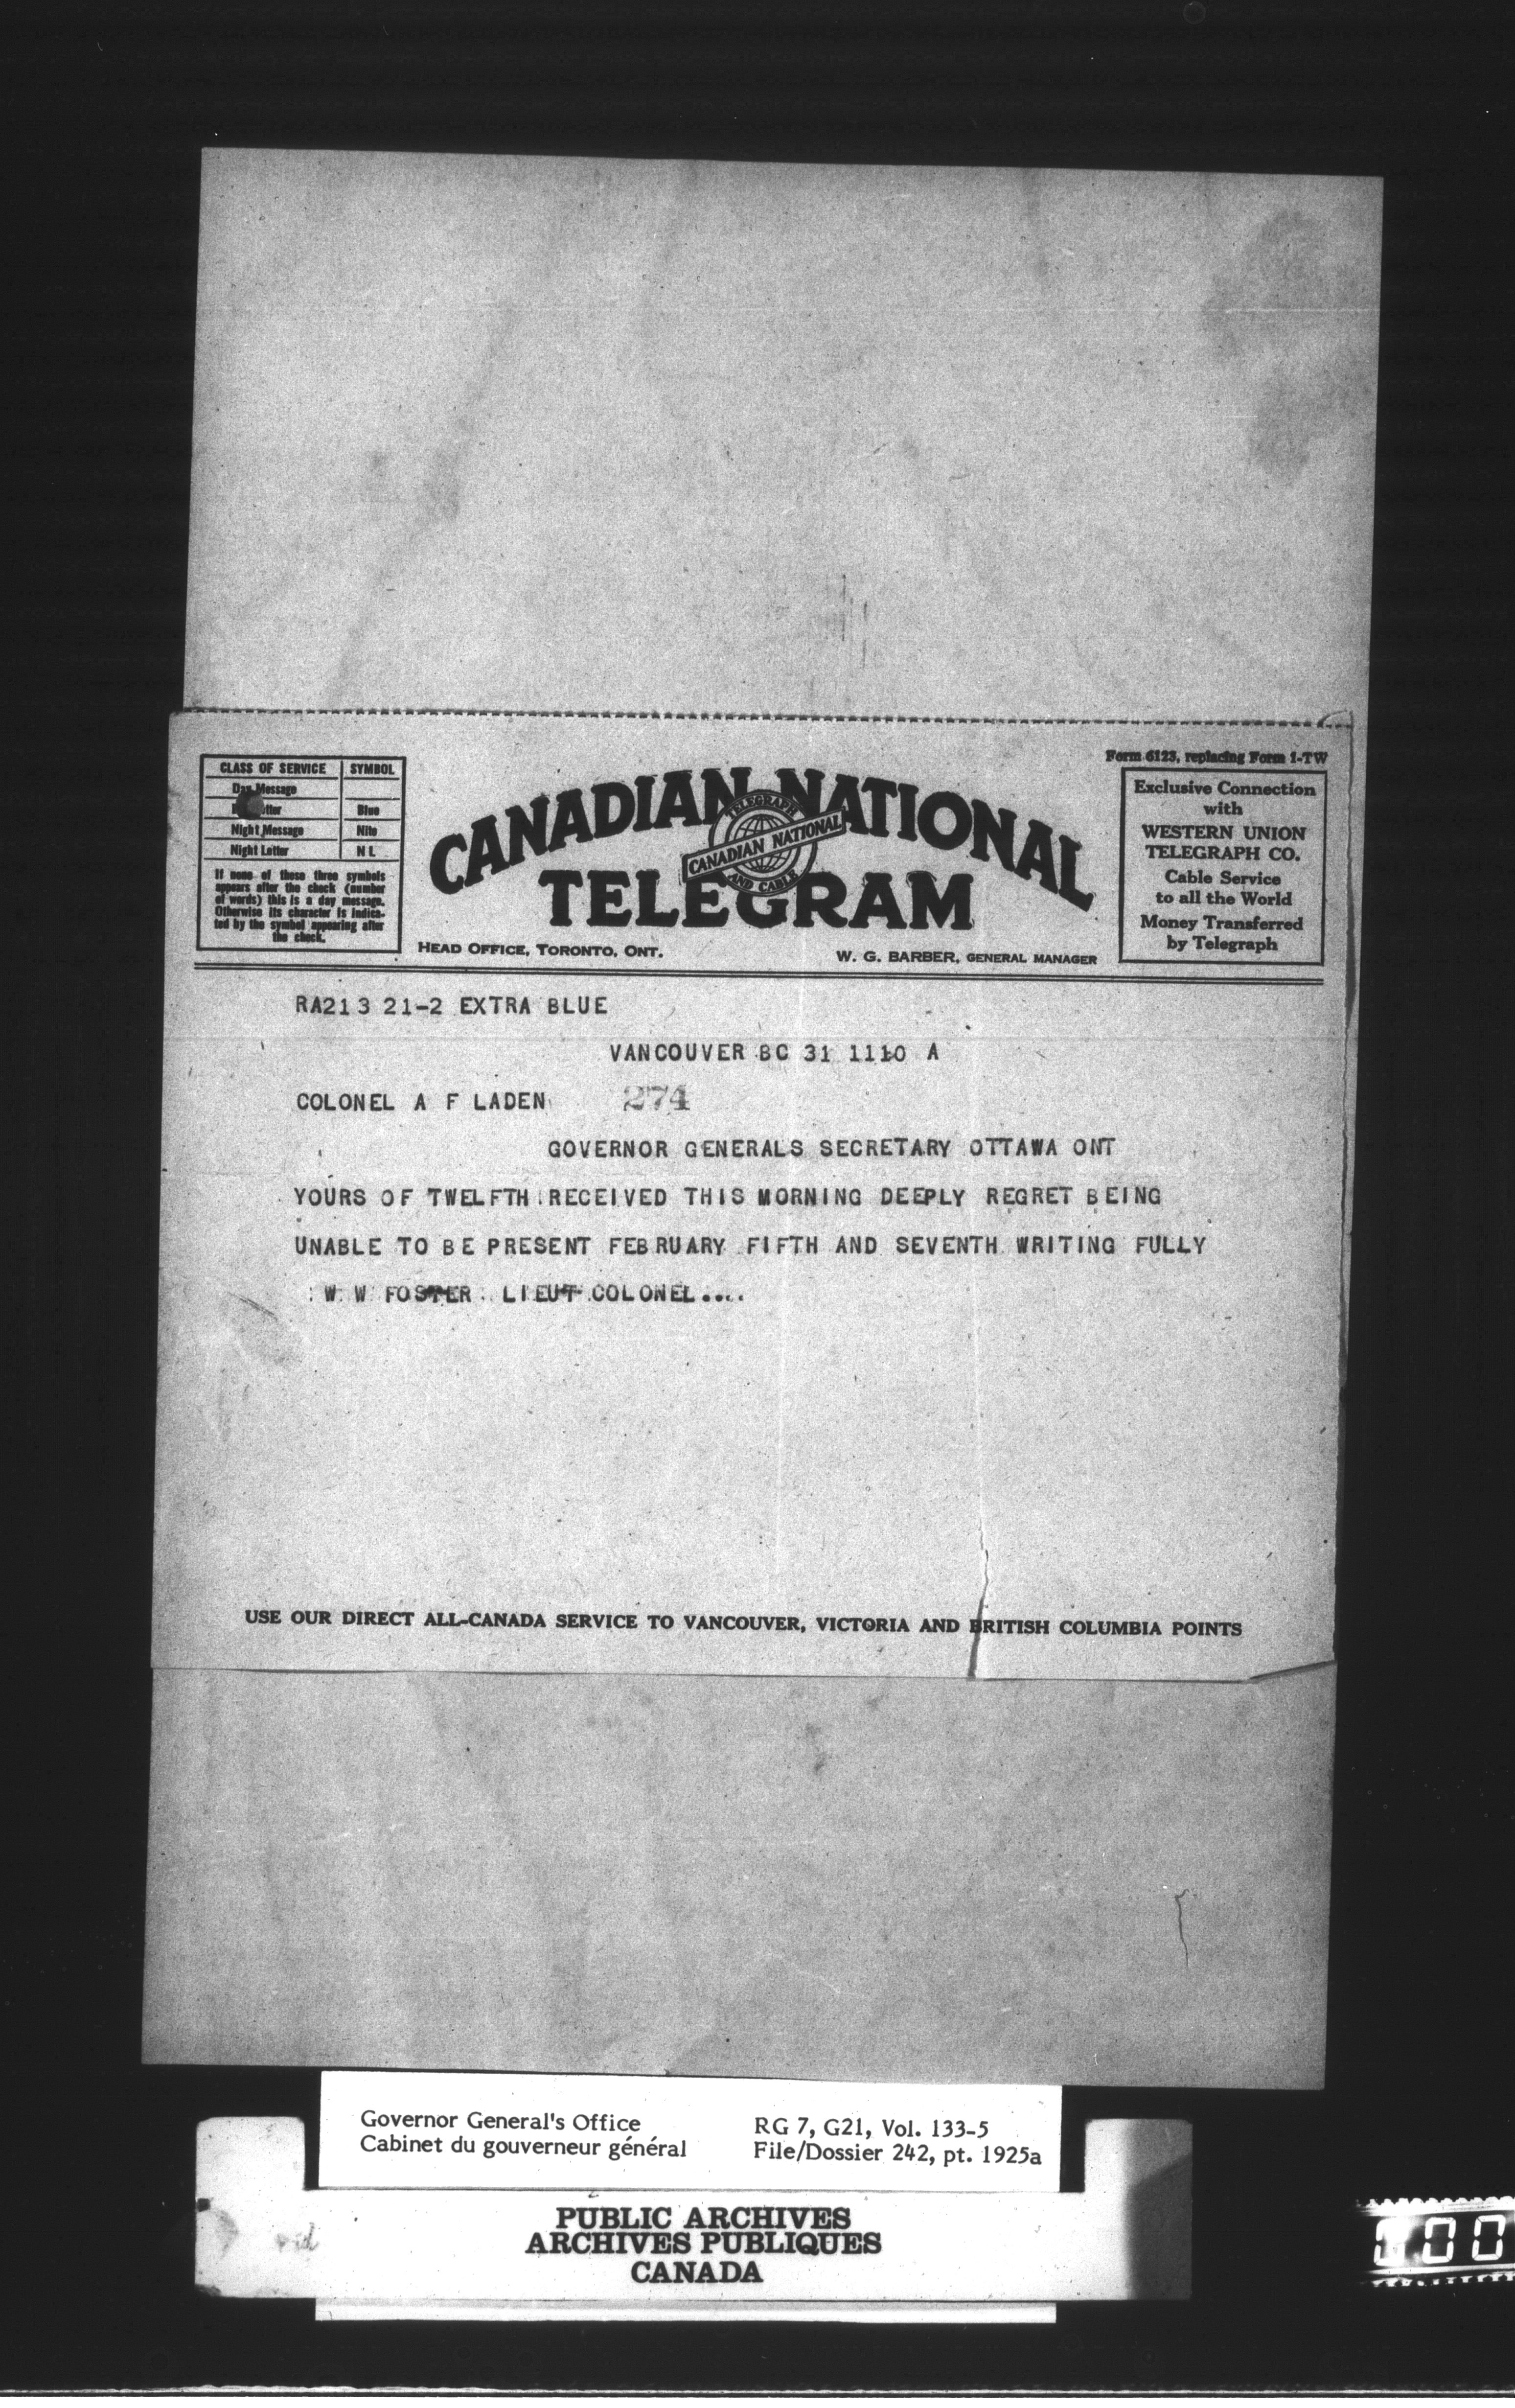 Form 6123, replacing Form 1-TW
CLASS OF SERVICE SYMBOL
Day Message
Blue
Night Message Nite
Night Letter N L
If none of these three symbols
appears after the check (number
of words) this is a day message.
Otherwise its character is indica-
ted by the symbol appearing after
the check.
CANADIAN NATIONAL
TELEGRAM
TELEGRAPH
CANADIAN NATIONAL
AND CABLE
HEAD OFFICE, TORONTO, ONT.
W. G. BARBER, GENERAL MANAGER
Exclusive Connection
with
WESTERN UNION
TELEGRAPH CO.
Cable Service
to all the World
Money Transferred
by Telegraph
RA213 21-2 EXTRA BLUE
VANCOUVER BC 31 1110 A
COLONEL A F LADEN 274
GOVERNOR GENERALS SECRETARY OTTAWA ONT
YOURS OF TWELFTH RECEIVED THIS MORNING DEEPLY REGRET BEING
UNABLE TO BE PRESENT FEBRUARY FIFTH AND SEVENTH WRITING FULLY
W W FOSTER LIEUT COLONEL....
USE OUR DIRECT ALL-CANADA SERVICE TO VANCOUVER, VICTORIA AND BRITISH COLUMBIA POINTS
Governor General's Office
Cabinet du gouverneur général
RG 7, G21, Vol. 133-5
File/Dossier 242, pt. 1925a
PUBLIC ARCHIVES
ARCHIVES PUBLIQUES
CANADA